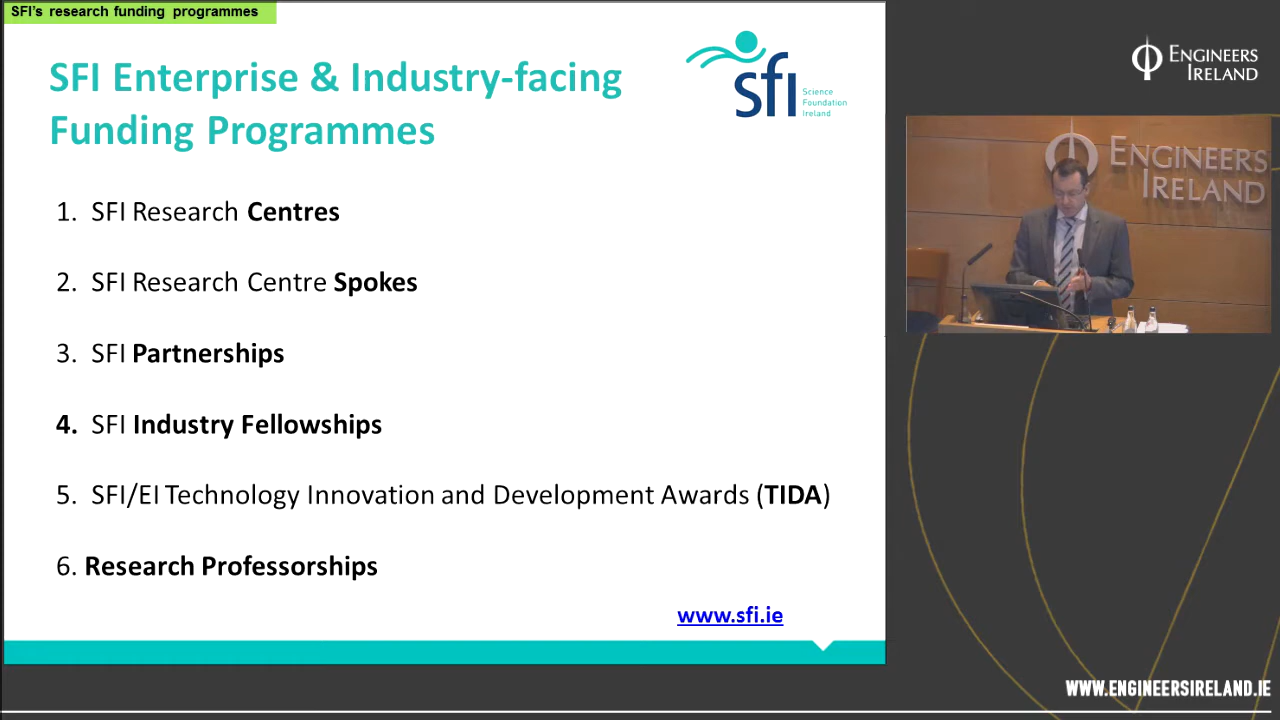 SFI's research funding programmes
SFI Enterprise & Industry-facing
Funding Programmes
sfi
Science
Foundation
Ireland
1. SFI Research Centres
2. SFI Research Centre Spokes
3. SFI Partnerships
4. SFI Industry Fellowships
5. SFI/EI Technology Innovation and Development Awards (TIDA)
6. Research Professorships
www.sfi.ie
ENGINEERS
IRELAND
ENGINEERS
IRELAND
WWW.ENGINEERSIRELAND.IE